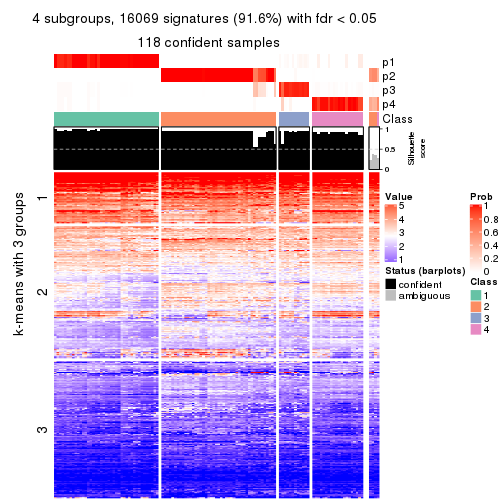 4 subgroups, 16069 signatures (91.6%) with fdr < 0.05
118 confident samples
p1
p2
p3
p4
Class
1
0.5
0
Silhouette
score
k-means with 3 groups
1
2
3
Value
5
4
3
2
1
Status (barplots)
confident
ambiguous
Prob
1
0.8
0.6
0.4
0.2
0
Class
1
2
3
4